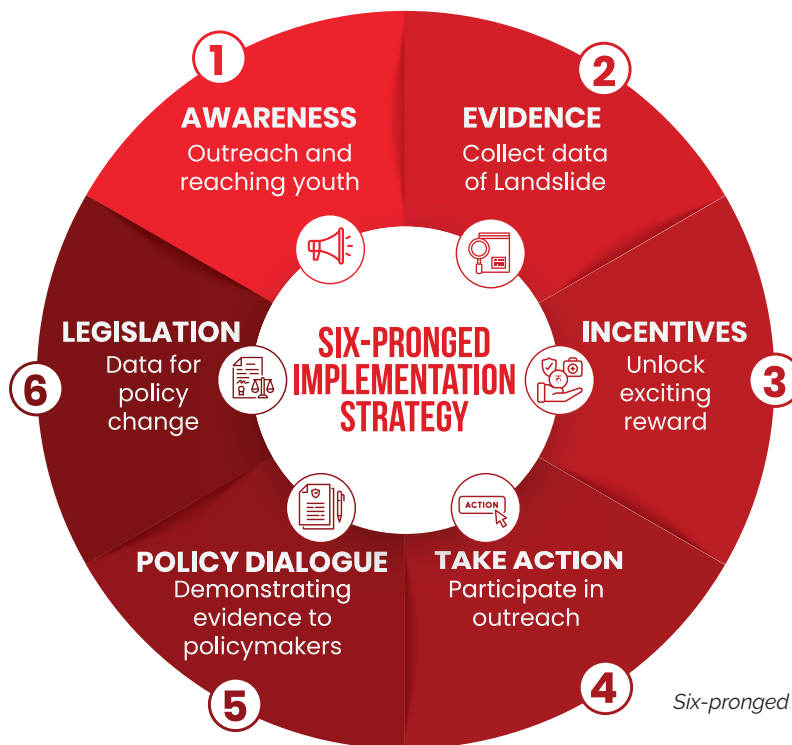 1
AWARENESS
Outreach and
reaching youth
2
EVIDENCE
Collect data
of Landslide
INCENTIVES
Unlock
exciting
reward
3
ACTION
TAKE ACTION
Participate in
outreach
4
POLICY DIALOGUE
Demonstrating
evidence to
policymakers
5
LEGISLATION
Data for
policy
change
6
SIX-PRONGED
IMPLEMENTATION
STRATEGY
Six-pronged